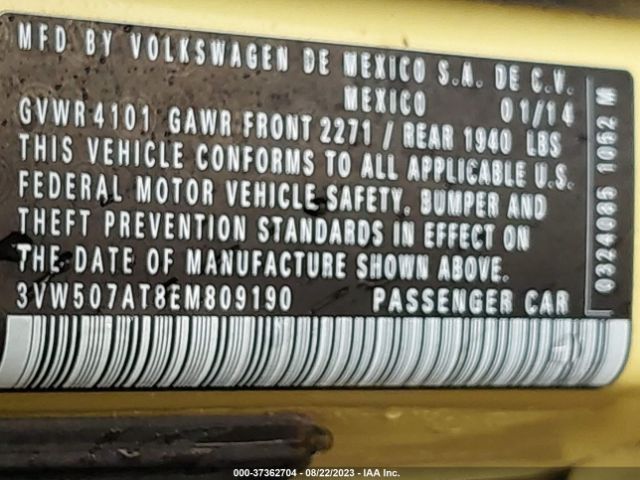 MFD BY VOLKSWAGEN DE MEXICO S.A. DE C.V.
MEXICO 01/14
GVWR 4101 GAWR FRONT 2271 / REAR 1940 LBS
THIS VEHICLE CONFORMS TO ALL APPLICABLE U.S.
FEDERAL MOTOR VEHICLE SAFETY, BUMPER AND
THEFT PREVENTION STANDARDS IN EFFECT ON
THE DATE OF MANUFACTURE SHOWN ABOVE.
3VW507AT8EM809190 PASSENGER CAR
0324085 1052 M
000-37362704 - 08/22/2023 - IAA Inc.